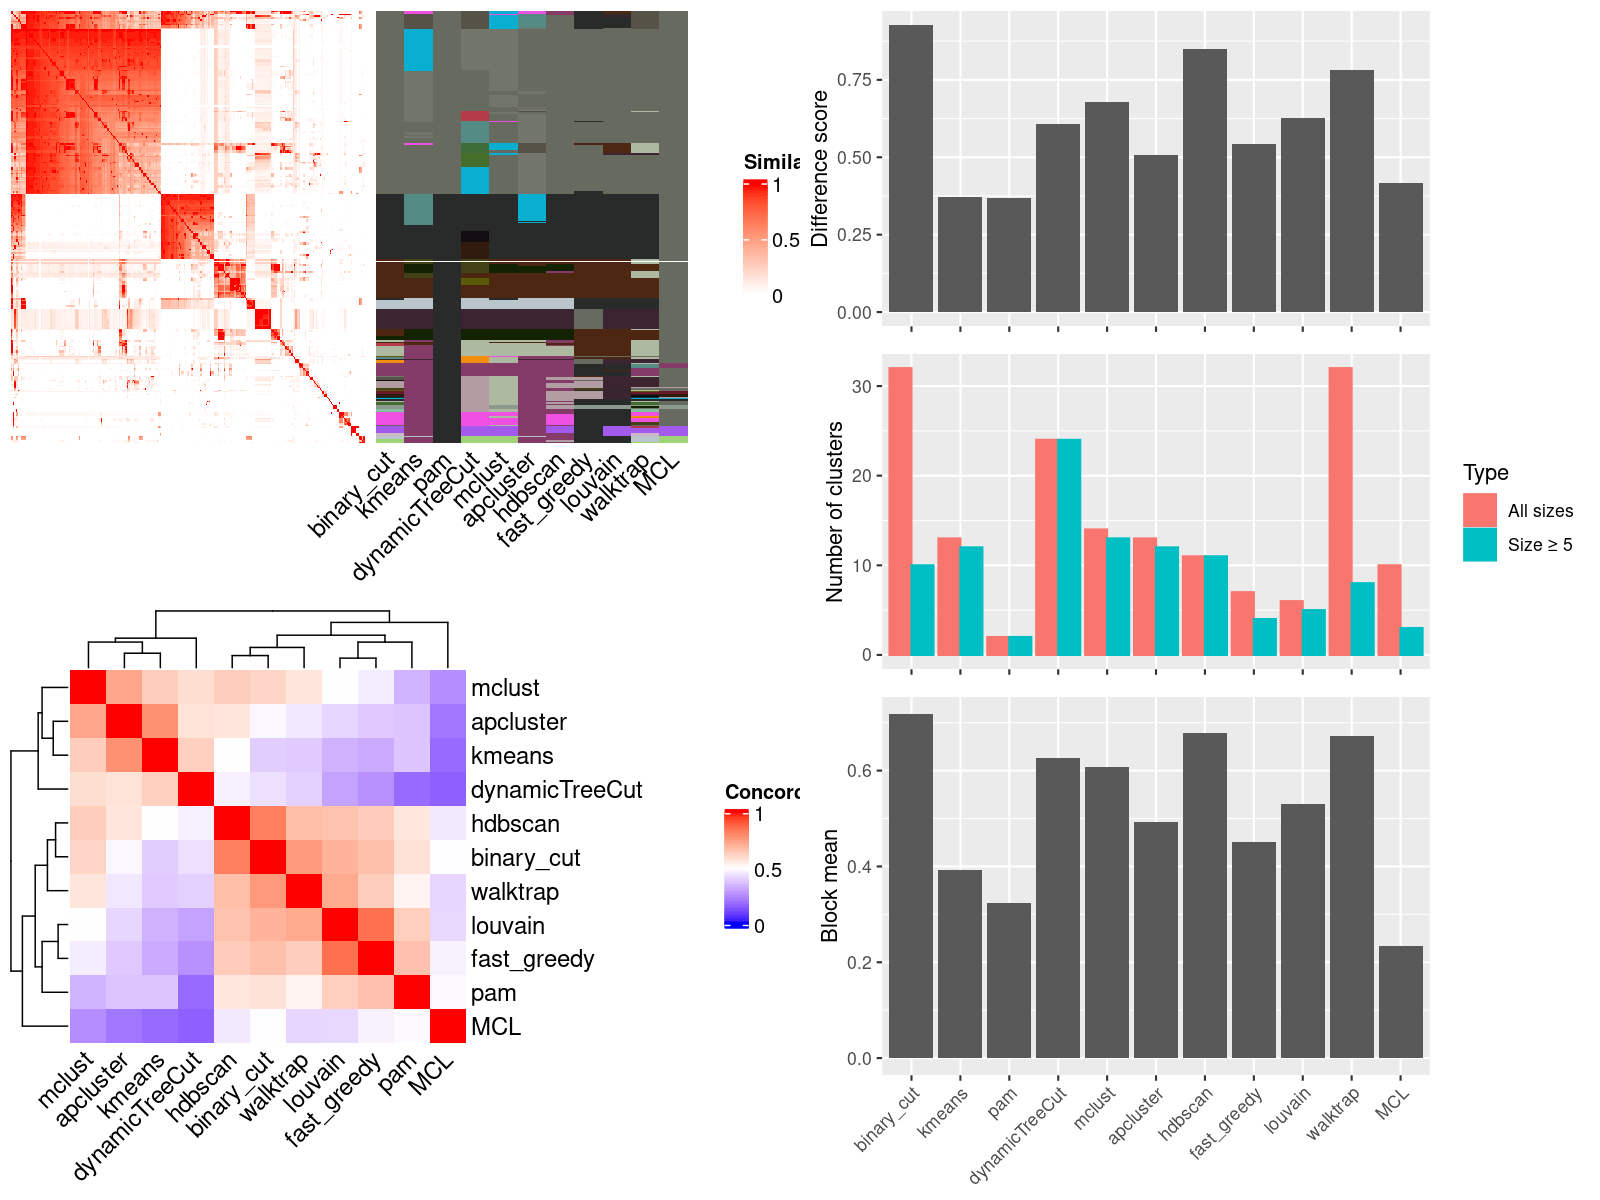 Simila
1
0.5
0
binary_cut
kmeans
pam
dynamicTreeCut
mclust
apcluster
hdbscan
fast_greedy
louvain
walktrap
MCL
mclust
apcluster
kmeans
dynamicTreeCut
hdbscan
binary_cut
walktrap
louvain
fast_greedy
pam
MCL
mclust
apcluster
kmeans
dynamicTreeCut
hdbscan
binary_cut
walktrap
louvain
fast_greedy
pam
MCL
Concord
1
0.5
0
Difference score
0.75
0.50
0.25
0.00
Number of clusters
30
20
10
0
Type
All sizes
Size ≥ 5
Block mean
0.6
0.4
0.2
0.0
binary_cut
kmeans
pam
dynamicTreeCut
mclust
apcluster
hdbscan
fast_greedy
louvain
walktrap
MCL